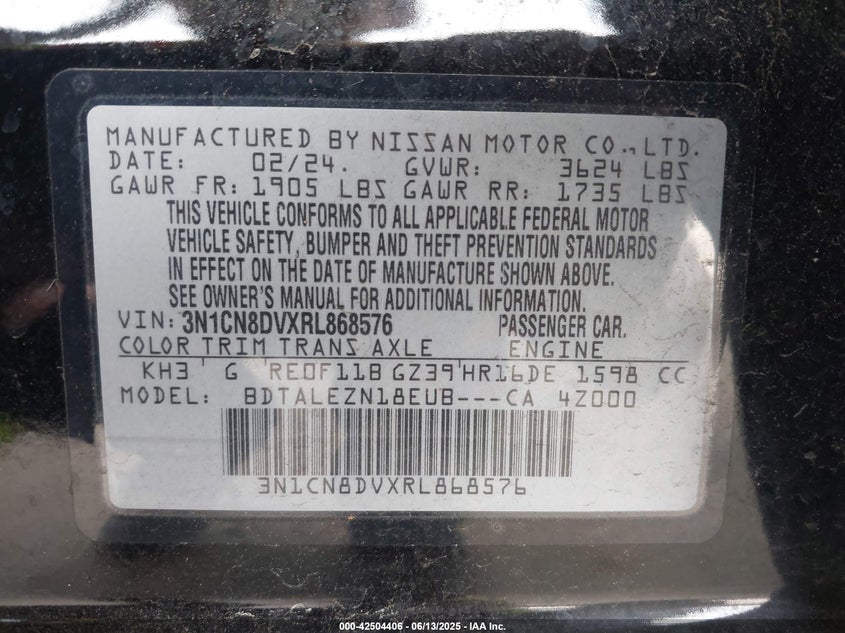 MANUFACTURED BY NISSAN MOTOR CO.,LTD.
DATE: 02/24. GVWR: 3624 LBS
GAWR FR: 1905 LBS GAWR RR: 1735 LBS
THIS VEHICLE CONFORMS TO ALL APPLICABLE FEDERAL MOTOR
VEHICLE SAFETY, BUMPER AND THEFT PREVENTION STANDARDS
IN EFFECT ON THE DATE OF MANUFACTURE SHOWN ABOVE.
SEE OWNER'S MANUAL FOR ADDITIONAL INFORMATION.
VIN: 3N1CN8DVXRL868576 PASSENGER CAR.
COLOR TRIM TRANS AXLE ENGINE
KH3 G RE0F11B GZ39 HR16DE 1598 CC
MODEL: BDTALEZN18EUB---CA 4Z000
3N1CN8DVXRL868576
000-42504406 - 06/13/2025 - IAA Inc.